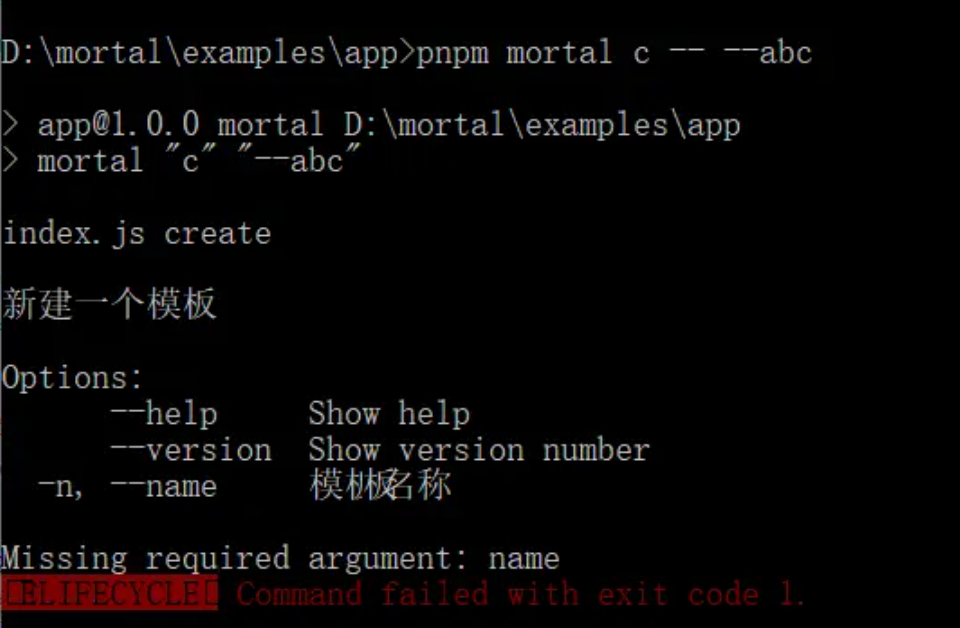 D:\mortal\examples\app>pnpm mortal c -- --abc
> app@1.0.0 mortal D:\mortal\examples\app
> mortal "c" "--abc"
index.js create
新建一个模板
Options:
--help Show help
--version Show version number
-n, --name 模板名称
Missing required argument: name
ELIFECYCLE Command failed with exit code 1.